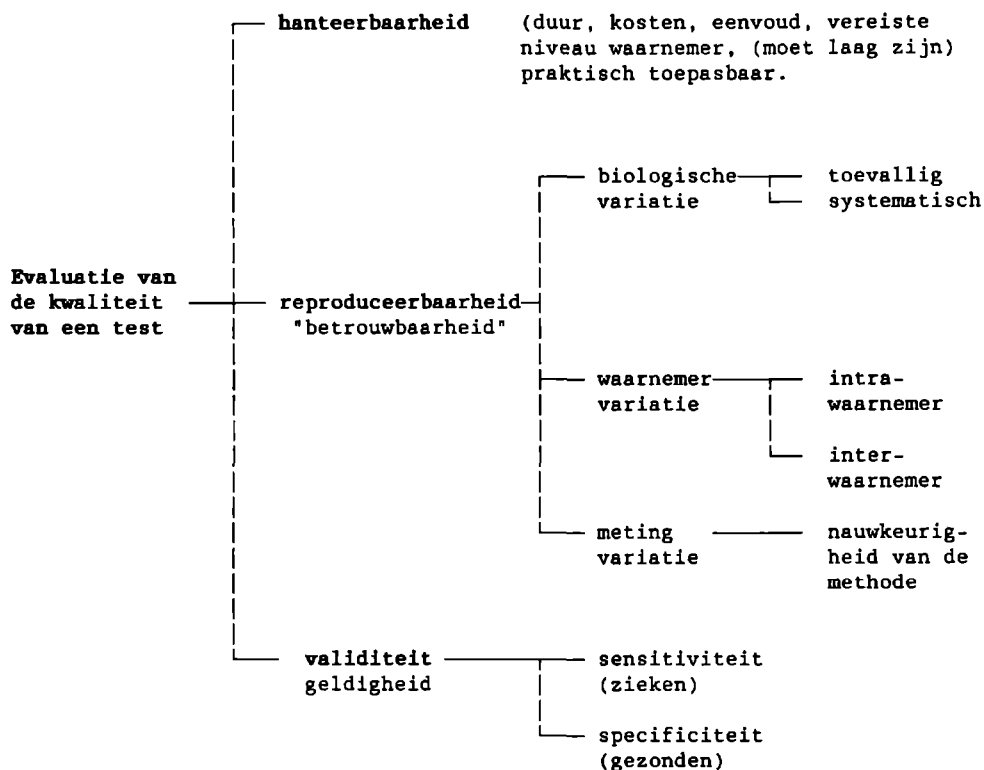 hanteerbaarheid
(duur, kosten, eenvoud, vereiste
niveau waarnemer, (moet laag zijn)
praktisch toepasbaar.
Evaluatie van
de kwaliteit
van een test
reproduceerbaarheid
"betrouwbaarheid"
biologische
variatie
toevallig
systematisch
waarnemer
variatie
intra-
waarnemer
inter-
waarnemer
meting
variatie
nauwkeurig-
heid van de
methode
validiteit
geldigheid
sensitiviteit
(zieken)
specificiteit
(gezonden)